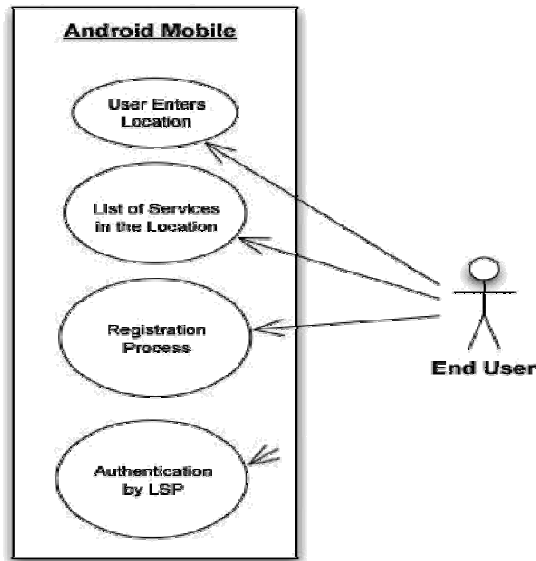 Android Mobile
User Enters
Location
List of Services
in the Location
Registration
Process
End User
Authentication
by LSP